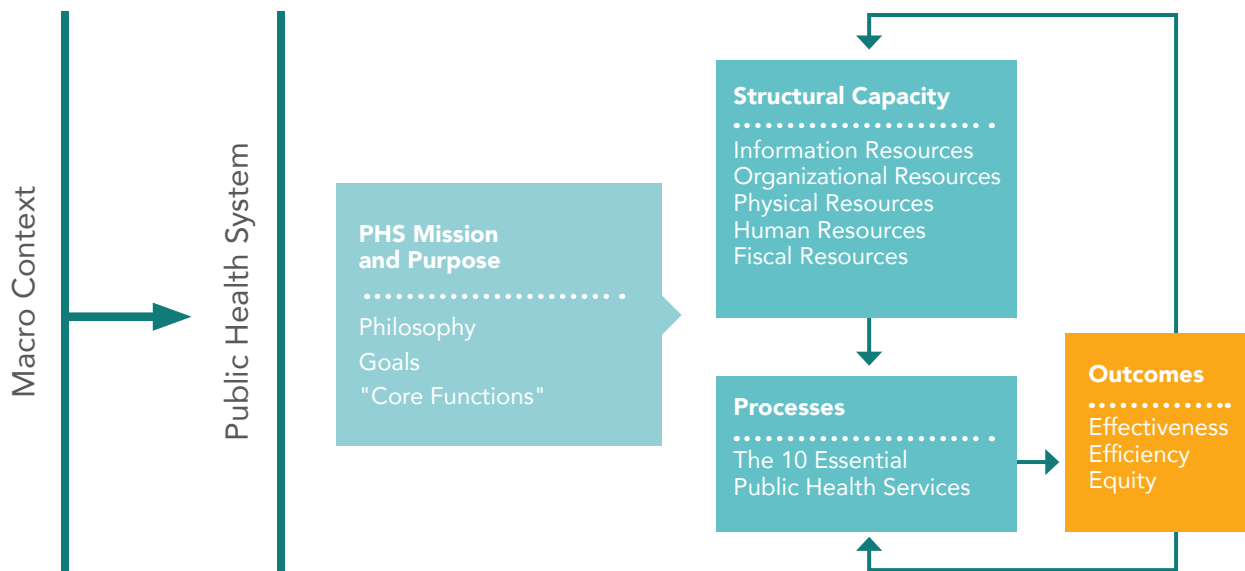 Macro Context
Public Health System
PHS Mission
and Purpose
Philosophy
Goals
"Core Functions"
Structural Capacity
Information Resources
Organizational Resources
Physical Resources
Human Resources
Fiscal Resources
Processes
The 10 Essential
Public Health Services
Outcomes
Effectiveness
Efficiency
Equity